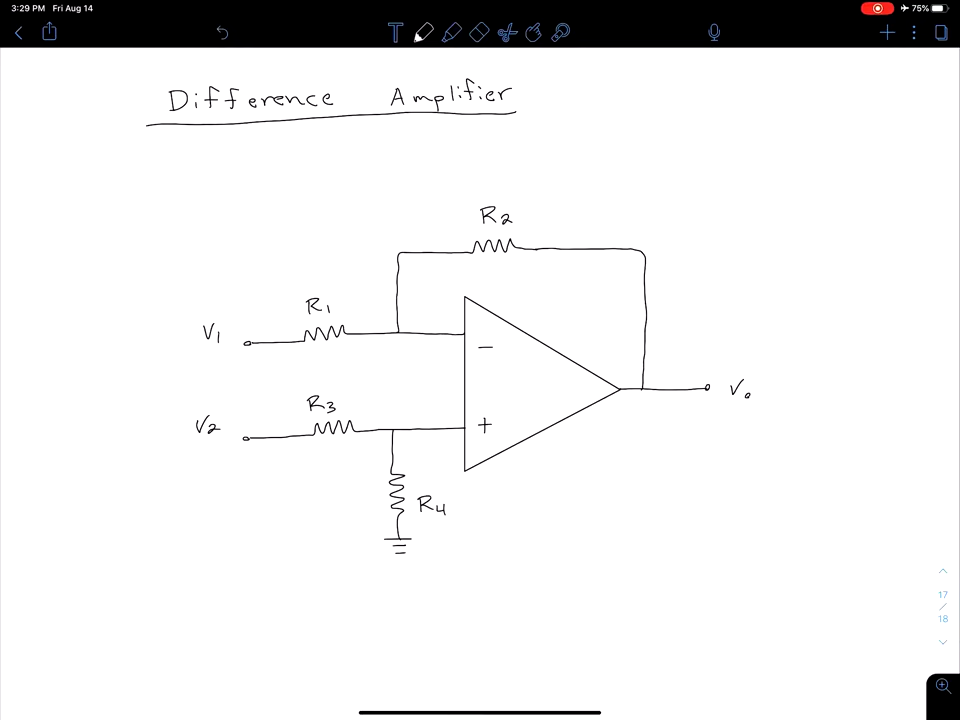 3:29 PM Fri Aug 14
75%
T
Difference Amplifier
R2
R1
V1
−
R3
V2
+
Vo
R4
17
/
18